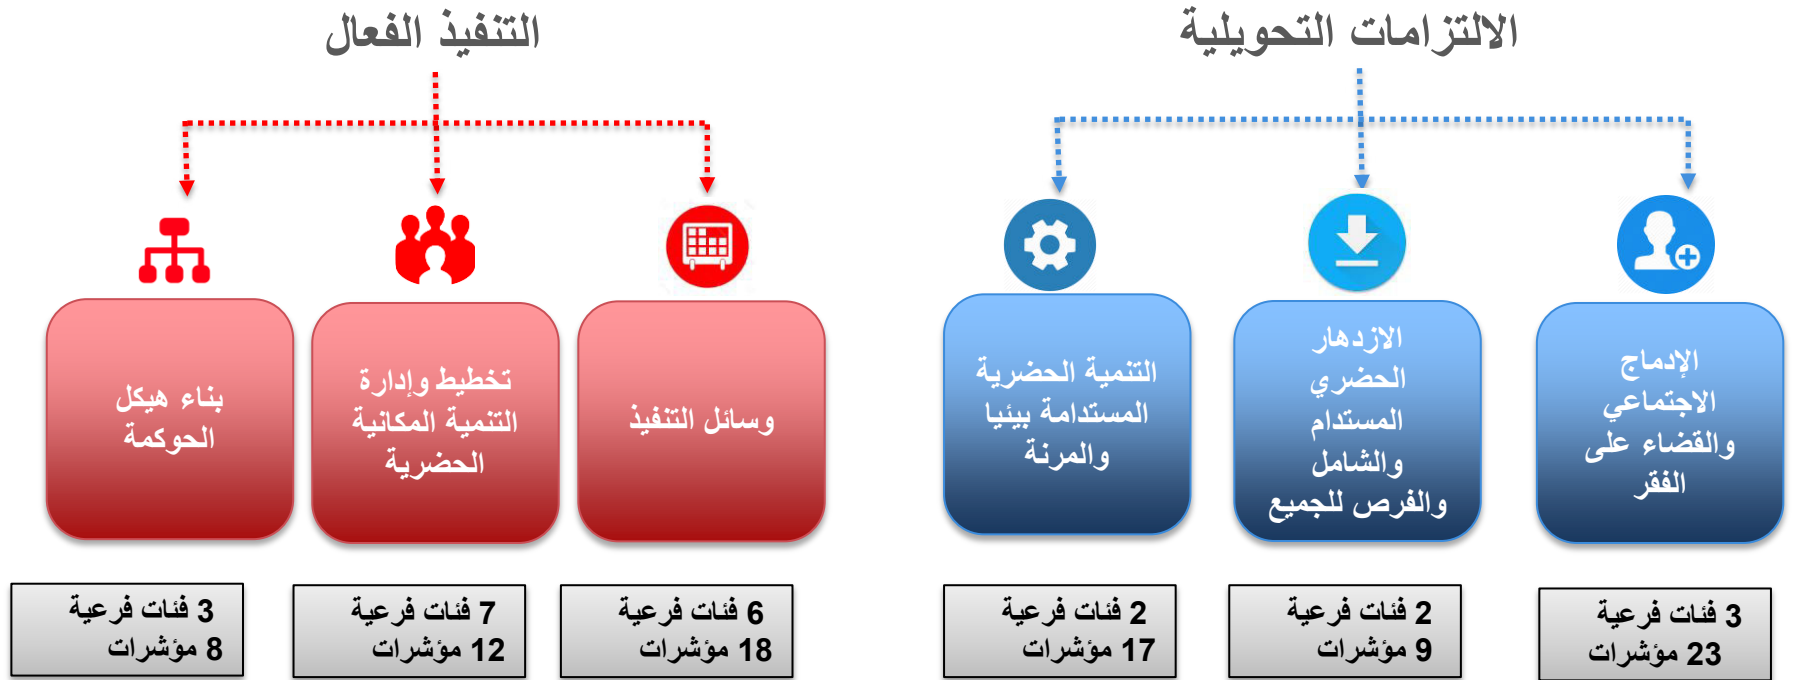 الالتزامات التحويلية
الإدماج
الاجتماعي
والقضاء على
الفقر
3 فئات فرعية
23 مؤشرات
الازدهار
الحضري
المستدام
والشامل
والفرص للجميع
2 فئات فرعية
9 مؤشرات
التنمية الحضرية
المستدامة بيئيا
والمرنة
2 فئات فرعية
17 مؤشرات
التنفيذ الفعال
وسائل التنفيذ
6 فئات فرعية
18 مؤشرات
تخطيط وإدارة
التنمية المكانية
الحضرية
7 فئات فرعية
12 مؤشرات
بناء هيكل
الحوكمة
3 فئات فرعية
8 مؤشرات